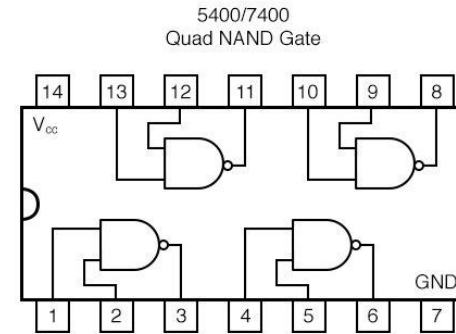 5400/7400
Quad NAND Gate
14 13 12 11 10 9 8
Vcc
GND
1 2 3 4 5 6 7